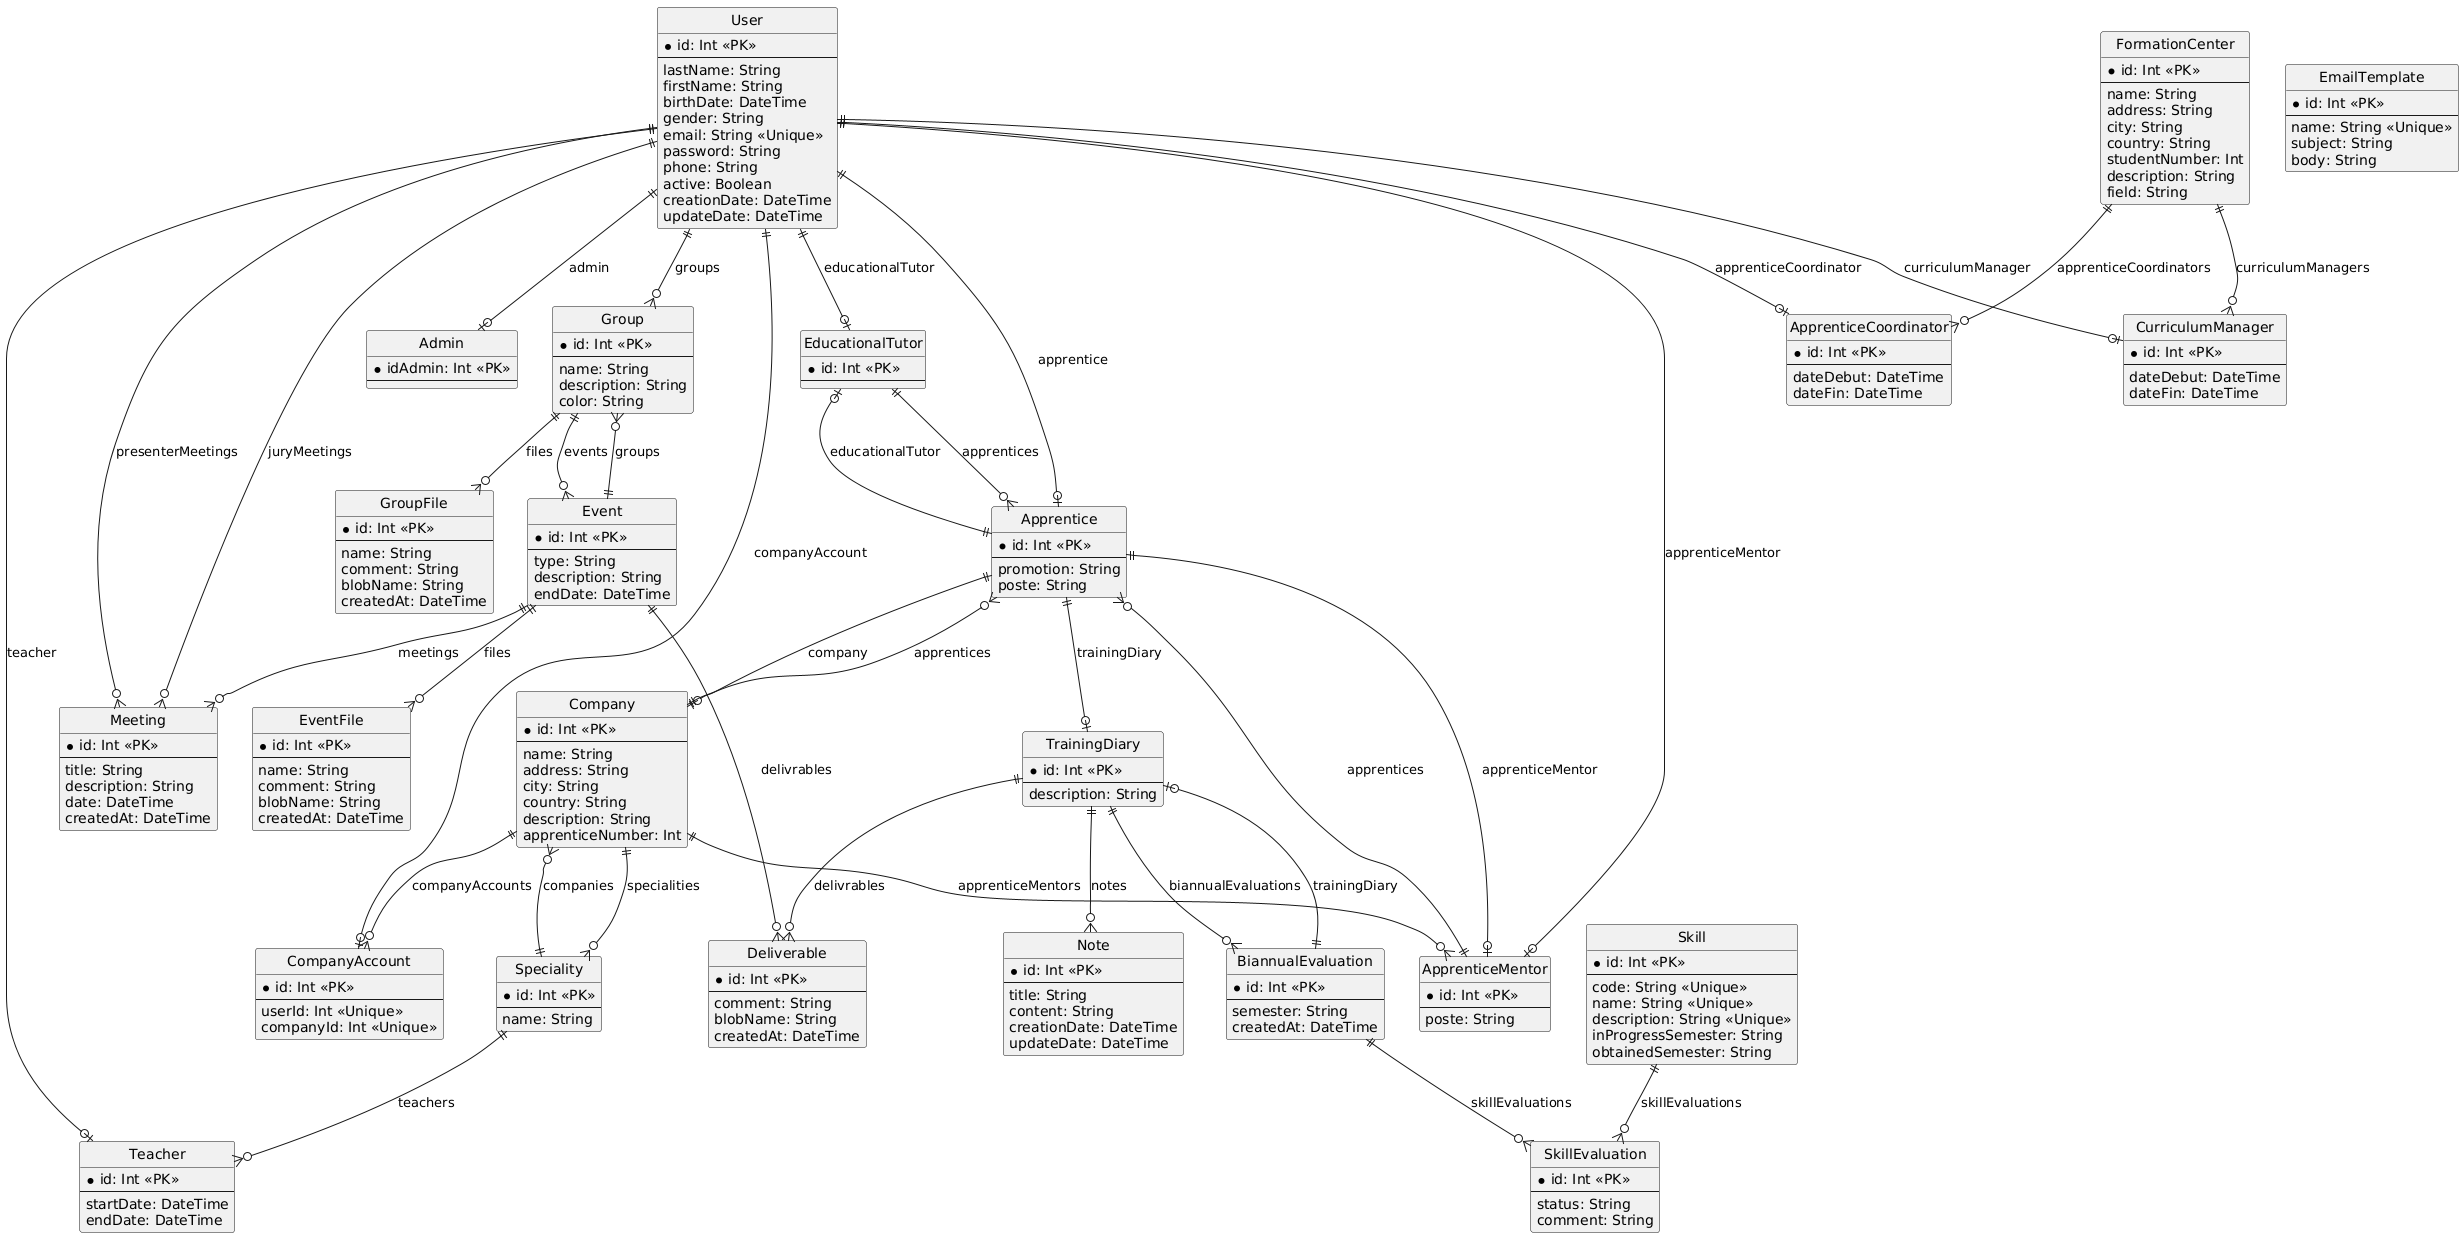 User
id: Int «PK»
lastName: String
firstName: String
birthDate: DateTime
gender: String
email: String «Unique»
password: String
phone: String
active: Boolean
creationDate: DateTime
updateDate: DateTime
FormationCenter
id: Int «PK»
name: String
address: String
city: String
country: String
studentNumber: Int
description: String
field: String
EmailTemplate
id: Int «PK»
name: String «Unique»
subject: String
body: String
admin
groups
educationalTutor
apprenticeCoordinator
curriculumManager
apprenticeCoordinators
curriculumManagers
Admin
idAdmin: Int «PK»
Group
id: Int «PK»
name: String
description: String
color: String
EducationalTutor
id: Int «PK»
apprentice
ApprenticeCoordinator
id: Int «PK»
dateDebut: DateTime
dateFin: DateTime
CurriculumManager
id: Int «PK»
dateDebut: DateTime
dateFin: DateTime
presenterMeetings
juryMeetings
files
events
groups
educationalTutor
apprentices
GroupFile
id: Int «PK»
name: String
comment: String
blobName: String
createdAt: DateTime
Event
id: Int «PK»
type: String
description: String
endDate: DateTime
companyAccount
Apprentice
id: Int «PK»
promotion: String
poste: String
apprenticeMentor
teacher
meetings
files
company
apprentices
trainingDiary
Meeting
id: Int «PK»
title: String
description: String
date: DateTime
createdAt: DateTime
EventFile
id: Int «PK»
name: String
comment: String
blobName: String
createdAt: DateTime
Company
id: Int «PK»
name: String
address: String
city: String
country: String
description: String
apprenticeNumber: Int
delivrables
TrainingDiary
id: Int «PK»
description: String
apprentices
apprenticeMentor
companyAccounts
companies
specialities
delivrables
apprenticeMentors
notes
biannualEvaluations
trainingDiary
CompanyAccount
id: Int «PK»
userId: Int «Unique»
companyId: Int «Unique»
Speciality
id: Int «PK»
name: String
Deliverable
id: Int «PK»
comment: String
blobName: String
createdAt: DateTime
Note
id: Int «PK»
title: String
content: String
creationDate: DateTime
updateDate: DateTime
BiannualEvaluation
id: Int «PK»
semester: String
createdAt: DateTime
ApprenticeMentor
id: Int «PK»
poste: String
Skill
id: Int «PK»
code: String «Unique»
name: String «Unique»
description: String «Unique»
inProgressSemester: String
obtainedSemester: String
teachers
skillEvaluations
skillEvaluations
Teacher
id: Int «PK»
startDate: DateTime
endDate: DateTime
SkillEvaluation
id: Int «PK»
status: String
comment: String